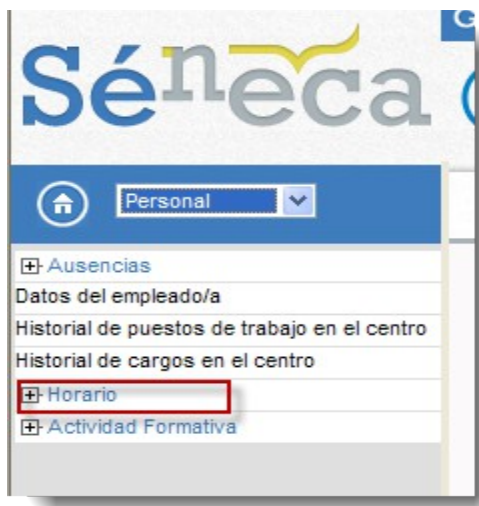 G
Séneca
Personal
Ausencias
Datos del empleado/a
Historial de puestos de trabajo en el centro
Historial de cargos en el centro
Horario
Actividad Formativa